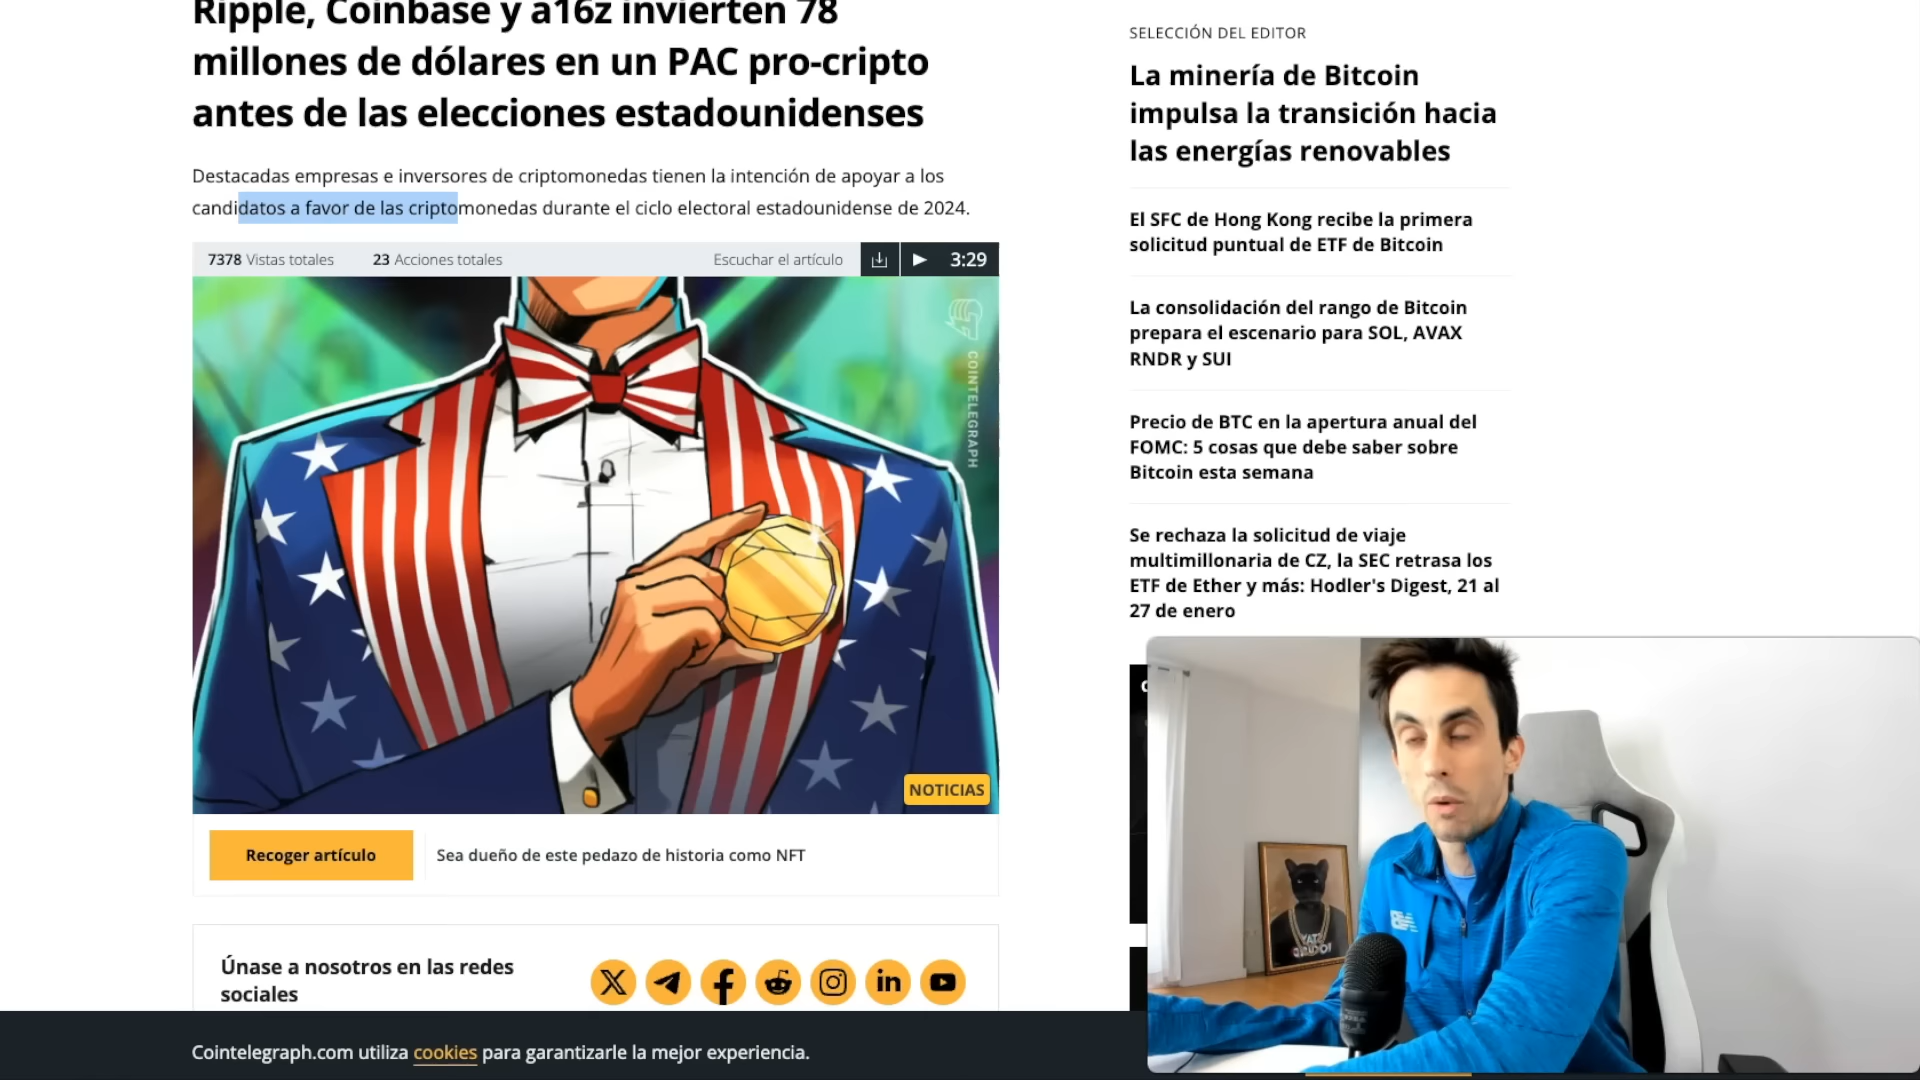 Ripple, Coinbase y a16z invierten 78
millones de dólares en un PAC pro-cripto
antes de las elecciones estadounidenses
Destacadas empresas e inversores de criptomonedas tienen la intención de apoyar a los
candidatos a favor de las criptomonedas durante el ciclo electoral estadounidense de 2024.
7378 Vistas totales
23 Acciones totales
Escuchar el artículo
3:29
COINTELEGRAPH
NOTICIAS
Recoger artículo
Sea dueño de este pedazo de historia como NFT
Únase a nosotros en las redes
sociales
Cointelegraph.com utiliza cookies para garantizarle la mejor experiencia.
SELECCIÓN DEL EDITOR
La minería de Bitcoin
impulsa la transición hacia
las energías renovables
El SFC de Hong Kong recibe la primera
solicitud puntual de ETF de Bitcoin
La consolidación del rango de Bitcoin
prepara el escenario para SOL, AVAX
RNDR y SUI
Precio de BTC en la apertura anual del
FOMC: 5 cosas que debe saber sobre
Bitcoin esta semana
Se rechaza la solicitud de viaje
multimillonaria de CZ, la SEC retrasa los
ETF de Ether y más: Hodler's Digest, 21 al
27 de enero